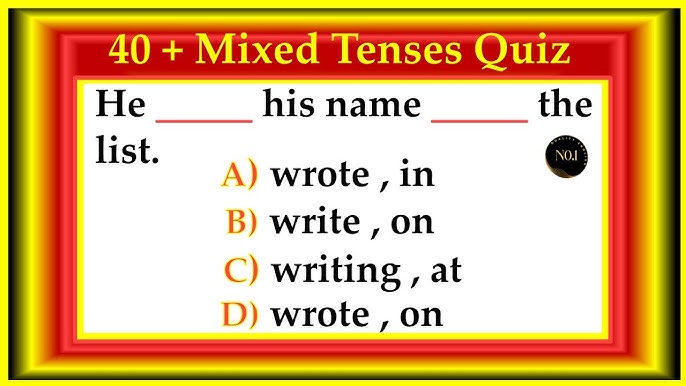 40 + Mixed Tenses Quiz
He ______ his name ______ the
list.
NO.1
A) wrote , in
B) write , on
C) writing , at
D) wrote , on